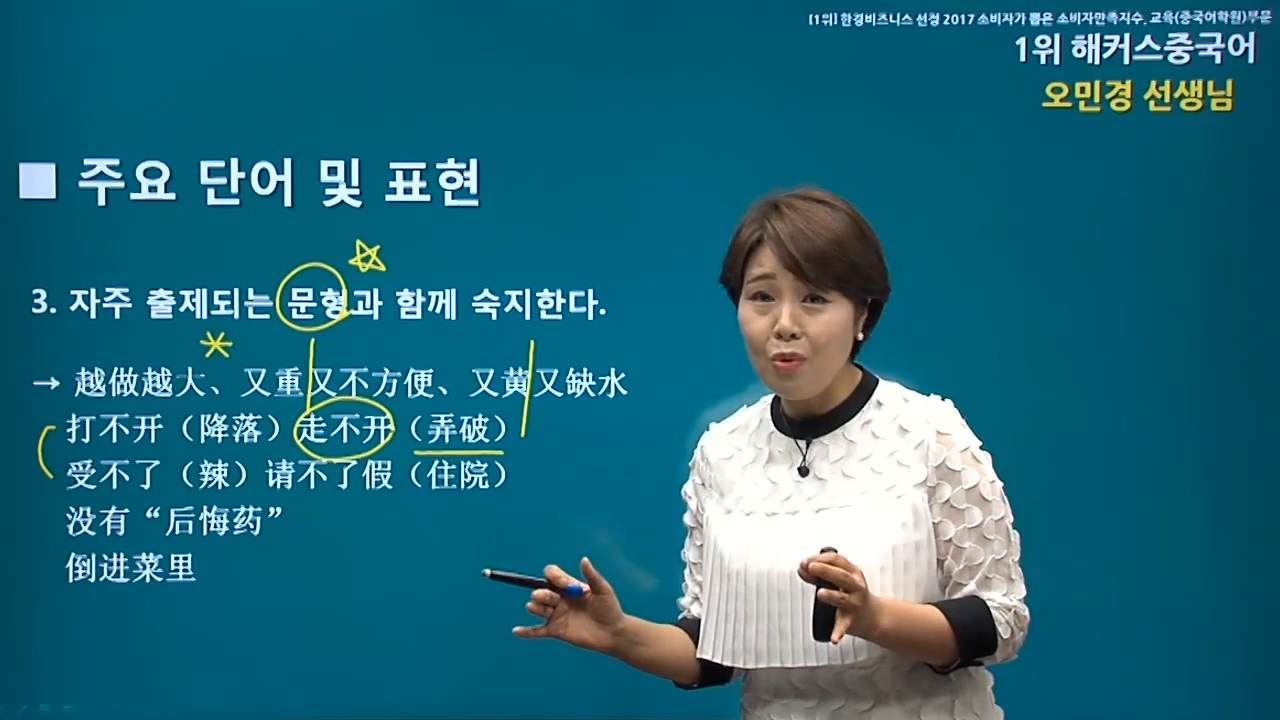 [1위] 한경비즈니스 선정 2017 소비자가 뽑은 소비자만족지수, 교육(중국어학원)부문
1위 해커스중국어
오민경 선생님
■ 주요 단어 및 표현
3. 자주 출제되는 문형과 함께 숙지한다.
→ 越做越大、又重又不方便、又黄又缺水
打不开（降落）走不开（弄破）
受不了（辣）请不了假（住院）
没有“后悔药”
倒进菜里